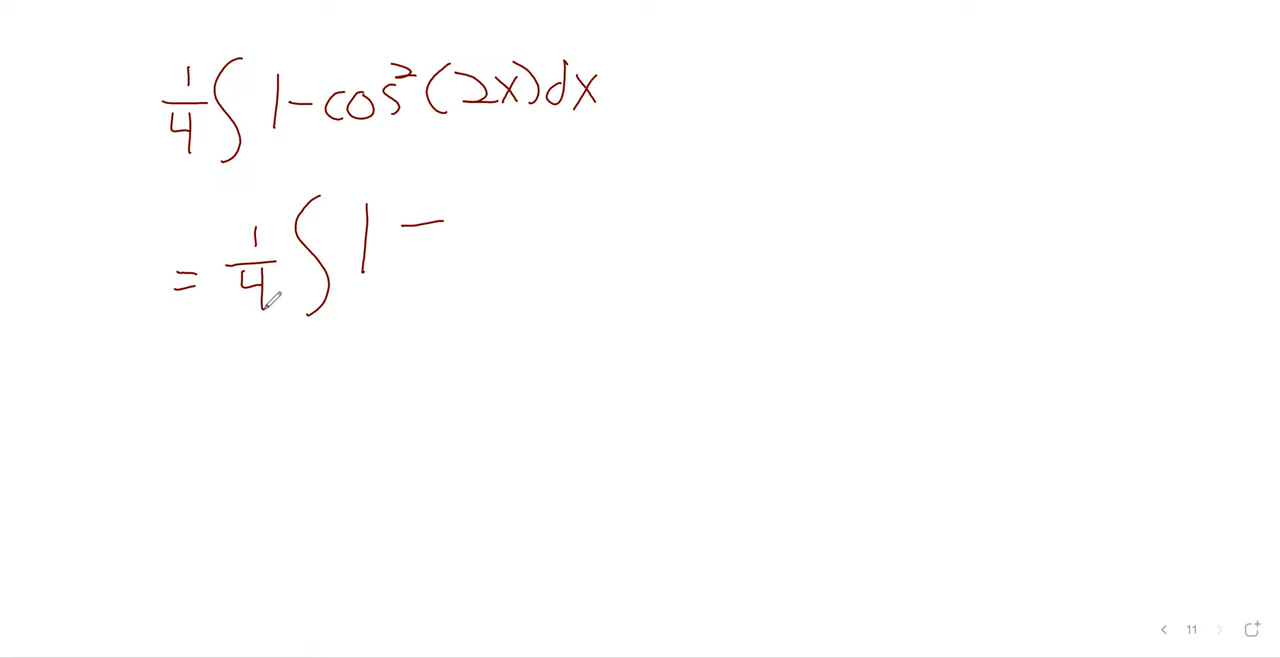 1/4 ∫ 1 - cos² (2x) dx
= 1/4 ∫ 1 -
11